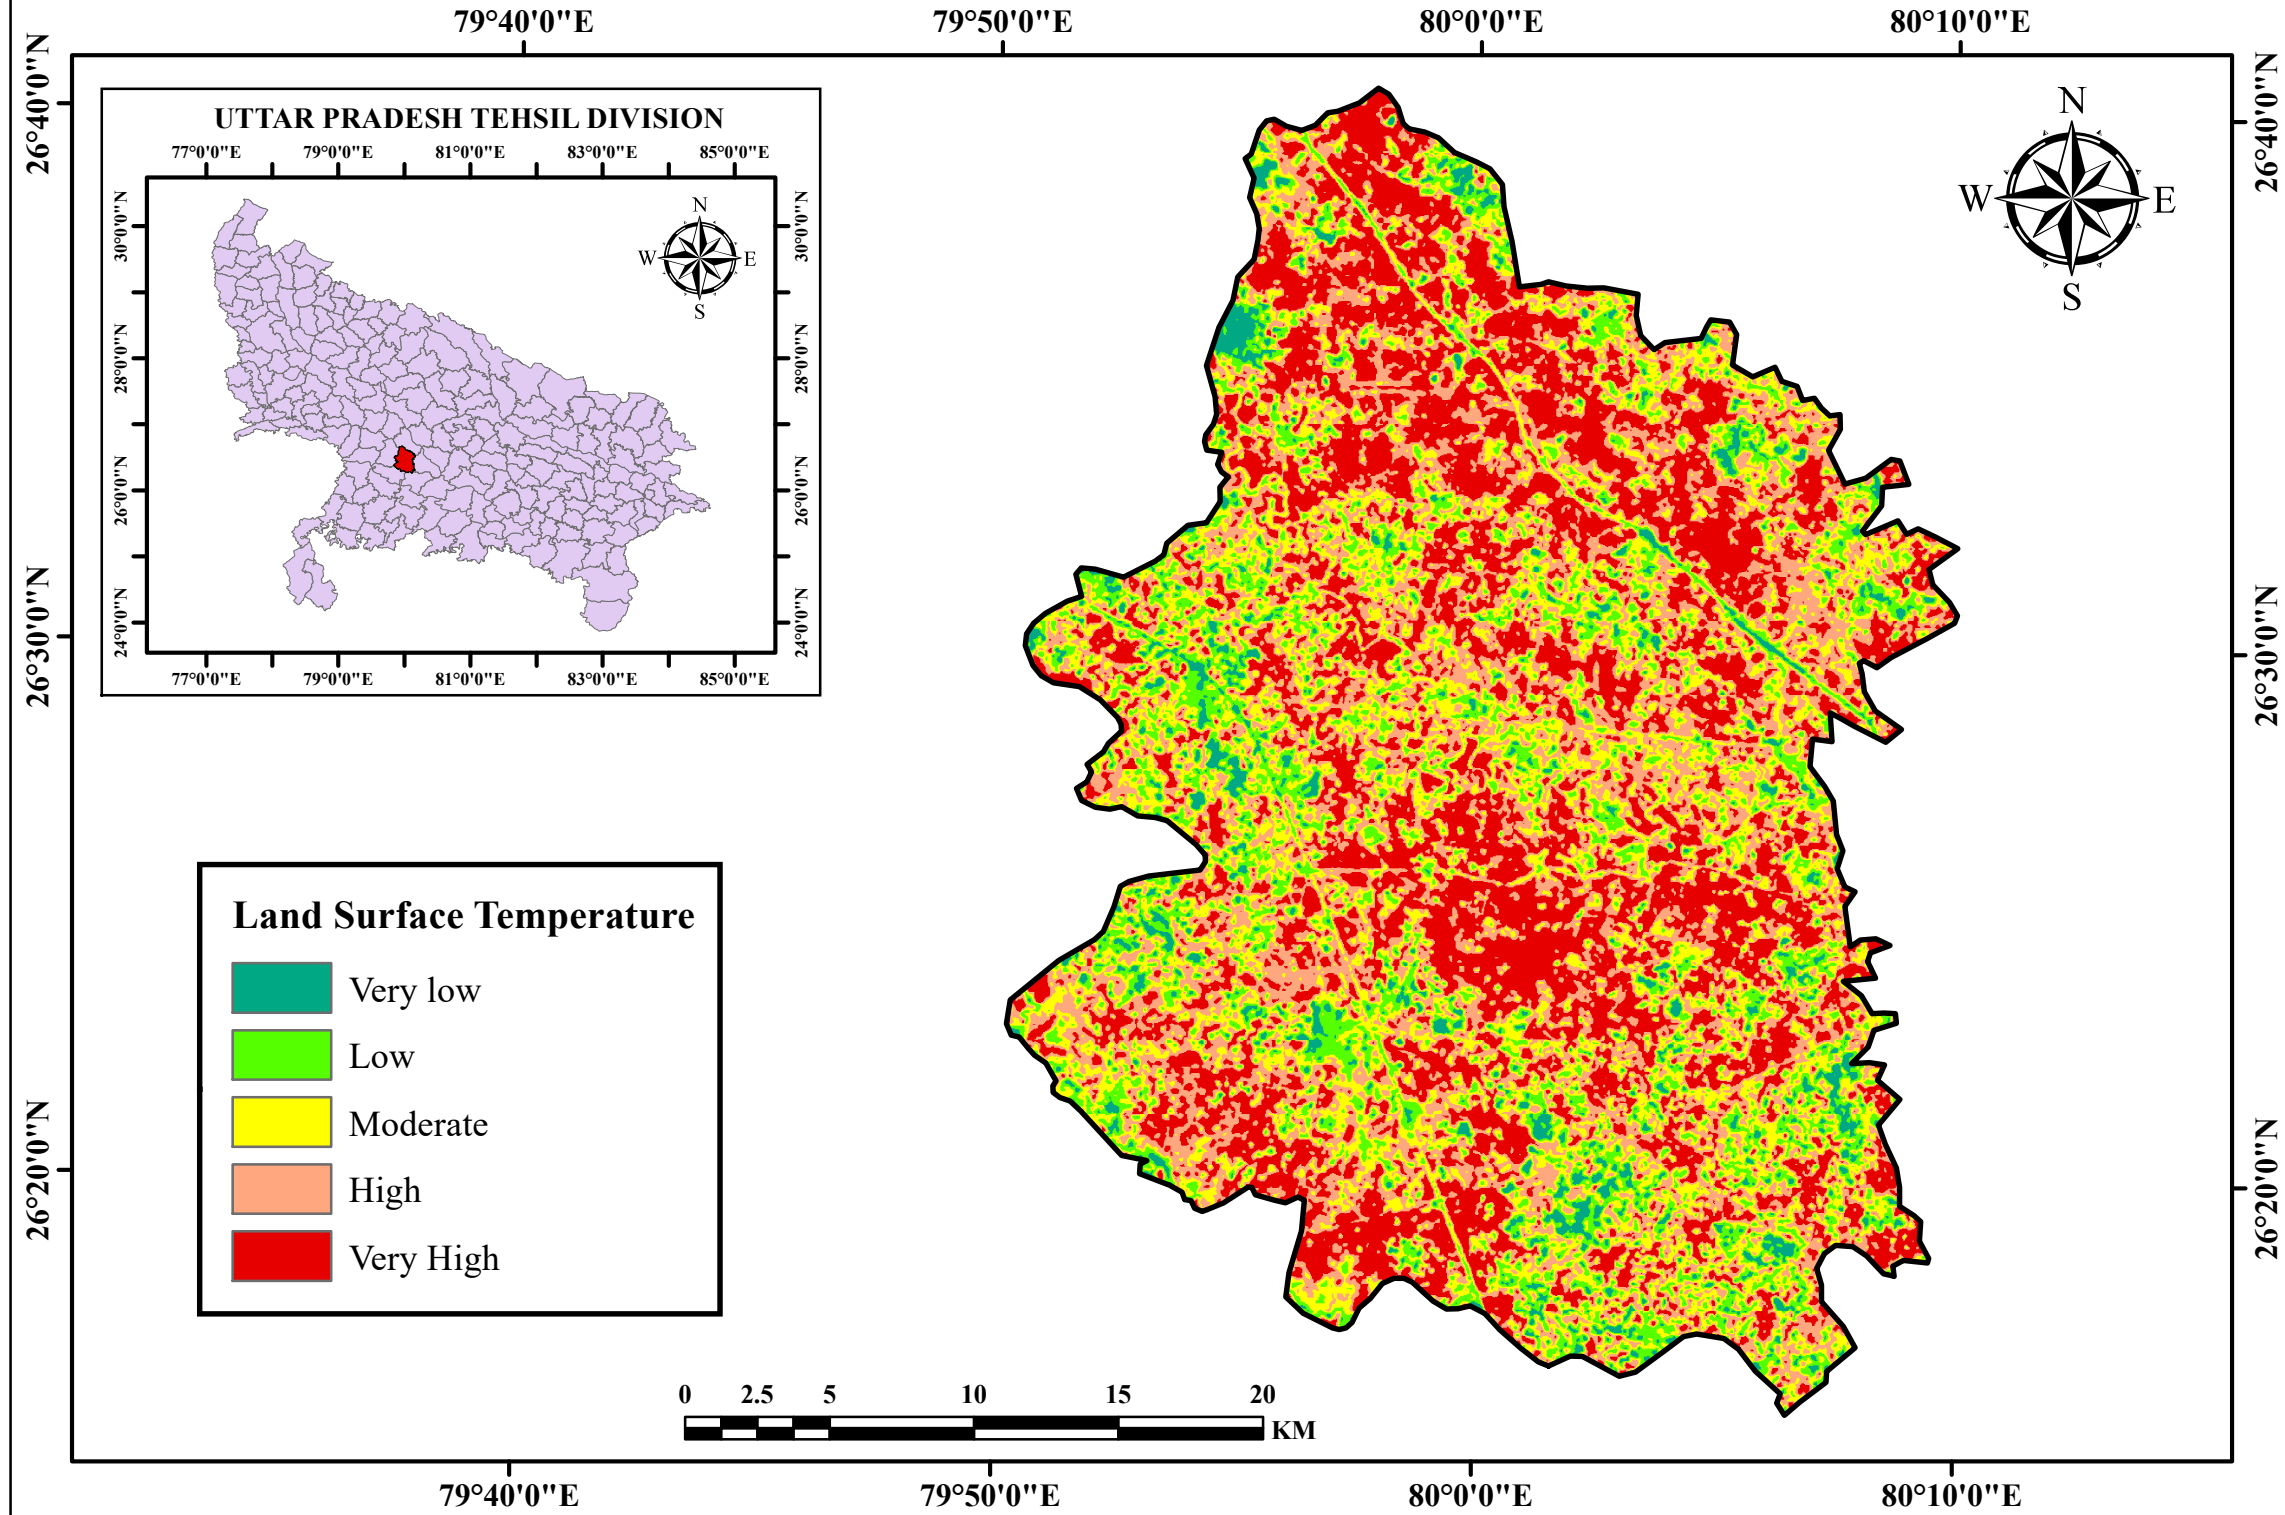 79°40'0"E 79°50'0"E 80°0'0"E 80°10'0"E
26°40'0"N
26°30'0"N
26°20'0"N
UTTAR PRADESH TEHSIL DIVISION
77°0'0"E 79°0'0"E 81°0'0"E 83°0'0"E 85°0'0"E
30°0'0"N
28°0'0"N
26°0'0"N
24°0'0"N
N
W E
S
30°0'0"N
28°0'0"N
26°0'0"N
24°0'0"N
77°0'0"E 79°0'0"E 81°0'0"E 83°0'0"E 85°0'0"E
N
W E
S
26°40'0"N
26°30'0"N
26°20'0"N
Land Surface Temperature
Very low
Low
Moderate
High
Very High
0 2.5 5 10 15 20
KM
79°40'0"E 79°50'0"E 80°0'0"E 80°10'0"E